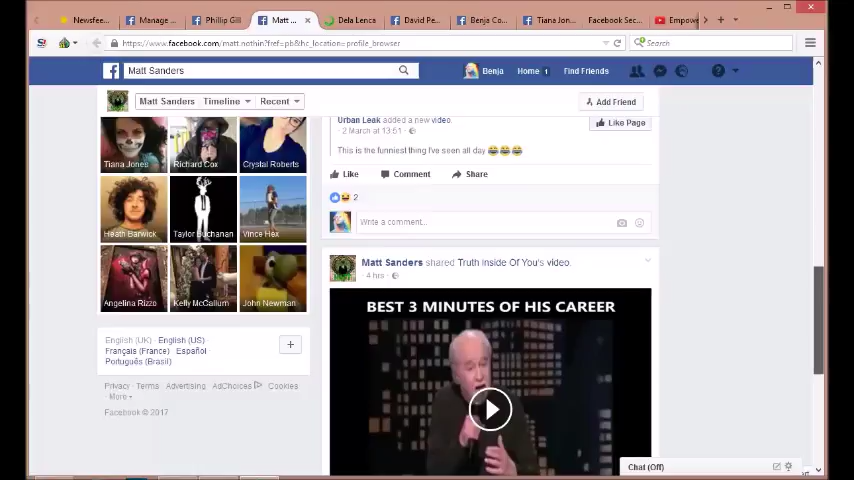 Newsfee...
Manage ...
Phillip Gill
Matt ...
Dela Lenca
David Pe...
Benja Co...
Tiana Jon...
Facebook Sec...
Empowe
https://www.facebook.com/matt.nothin?fref=pb&hc_location=profile_browser
Search
Matt Sanders
Benja
Home 1
Find Friends
Matt Sanders
Timeline
Recent
Add Friend
Tiana Jones
Richard Cox
Crystal Roberts
Heath Barwick
Taylor Buchanan
Vince Hex
Angelina Rizzo
Kelly McCallum
John Newman
English (UK) · English (US) ·
Français (France) · Español ·
Português (Brasil)
Privacy · Terms · Advertising · AdChoices · Cookies ·
More
Facebook © 2017
Urban Leak added a new video.
2 March at 13:51 ·
Like Page
This is the funniest thing I've seen all day 😂😂😂
Like
Comment
Share
2
Write a comment...
Matt Sanders shared Truth Inside Of You's video.
4 hrs ·
BEST 3 MINUTES OF HIS CAREER
Chat (Off)